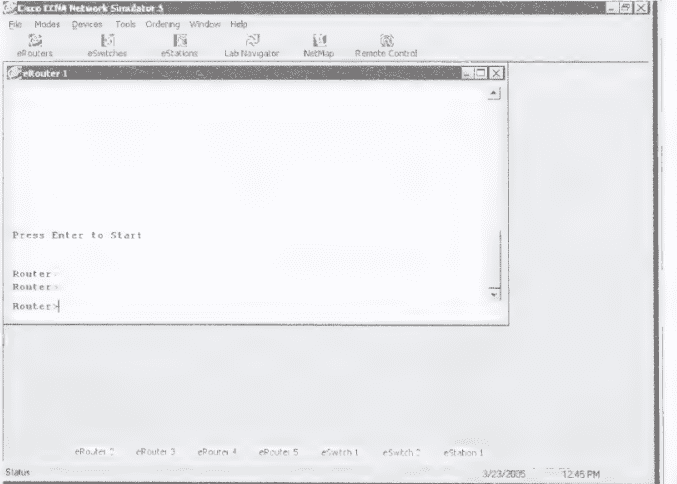 Cisco CCNA Network Simulator 3
File Modes Devices Tools Ordering Window Help
eRouters eSwitches eStations Lab Navigator NetMap Remote Control
eRouter 1
Press Enter to Start
Router
Router>
Router>
eRouter 2 eRouter 3 eRouter 4 eRouter 5 eSwitch 1 eSwitch 2 eStation 1
Status 3/23/2005 12:45 PM